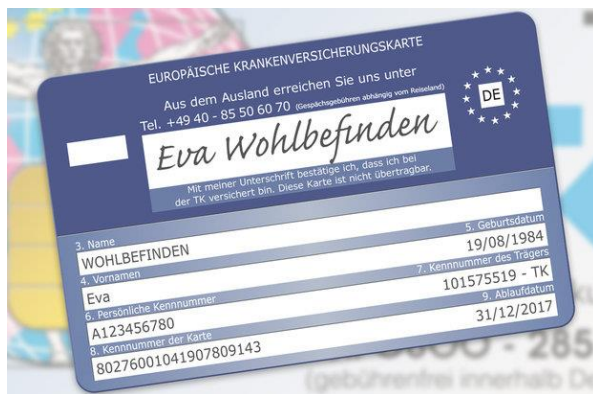 EUROPÄISCHE KRANKENVERSICHERUNGSKARTE
Aus dem Ausland erreichen Sie uns unter
Tel. +49 40 - 85 50 60 70 (Gespächsgebühren abhängig vom Reiseland)
DE
Eva Wohlbefinden
Mit meiner Unterschrift bestätige ich, dass ich bei
der TK versichert bin. Diese Karte ist nicht übertragbar.
3. Name
WOHLBEFINDEN
4. Vornamen
5. Geburtsdatum
Eva
19/08/1984
6. Persönliche Kennnummer
7. Kennnummer des Trägers
A123456780
101575519 - TK
8. Kennnummer der Karte
9. Ablaufdatum
80276001041907809143
31/12/2017
- 285
(gebührenfrei innerhalb De